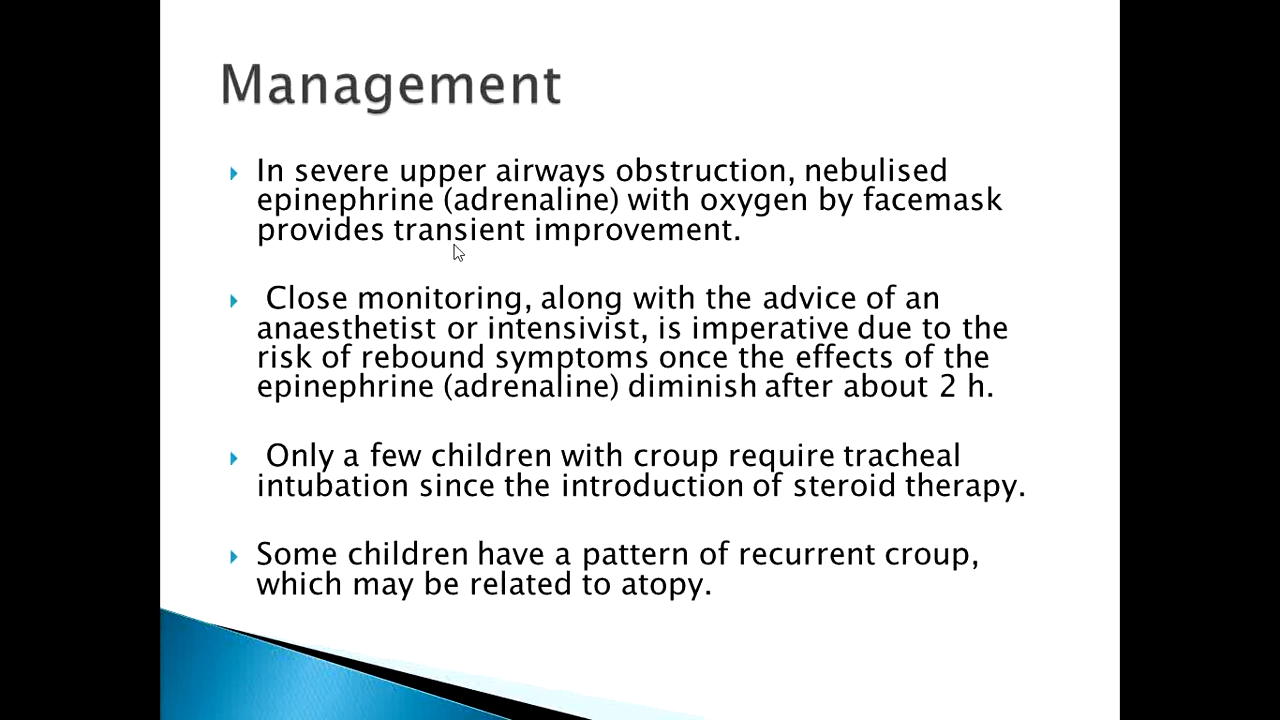 Management
In severe upper airways obstruction, nebulised
epinephrine (adrenaline) with oxygen by facemask
provides transient improvement.
Close monitoring, along with the advice of an
anaesthetist or intensivist, is imperative due to the
risk of rebound symptoms once the effects of the
epinephrine (adrenaline) diminish after about 2 h.
Only a few children with croup require tracheal
intubation since the introduction of steroid therapy.
Some children have a pattern of recurrent croup,
which may be related to atopy.